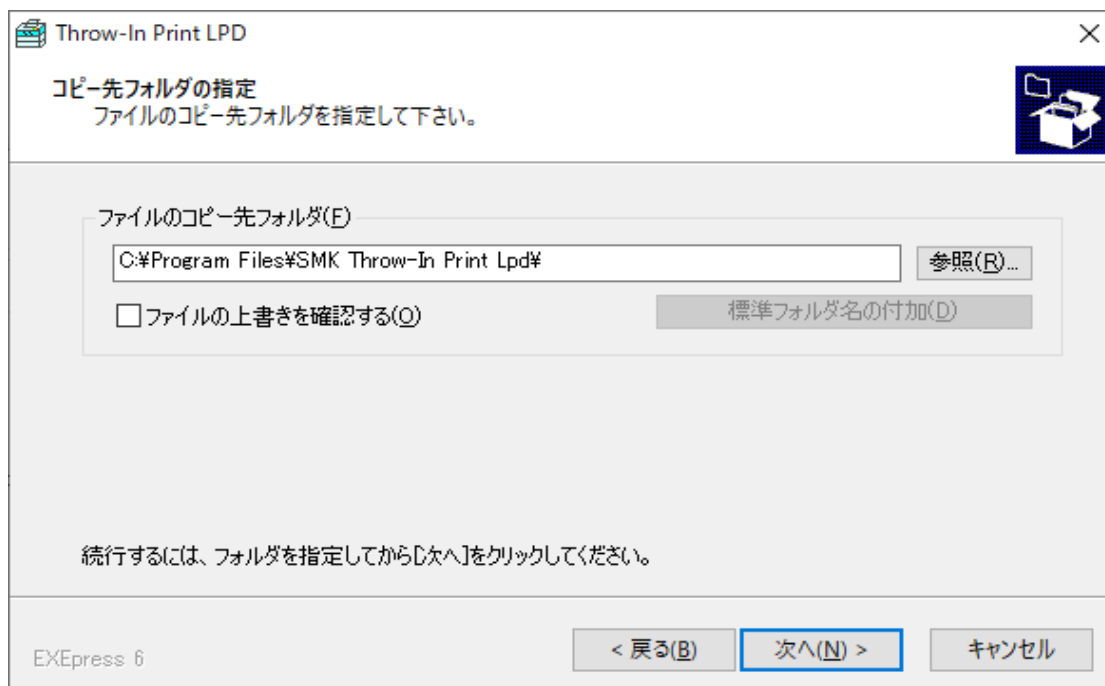 Throw-In Print LPD
コピー先フォルダの指定
ファイルのコピー先フォルダを指定して下さい。
ファイルのコピー先フォルダ(F)
C:¥Program Files¥SMK Throw-In Print Lpd¥
参照(R)...
ファイルの上書きを確認する(O)
標準フォルダ名の付加(D)
続行するには、フォルダを指定してから[次へ]をクリックしてください。
EXEpress 6
< 戻る(B)
次へ(N) >
キャンセル